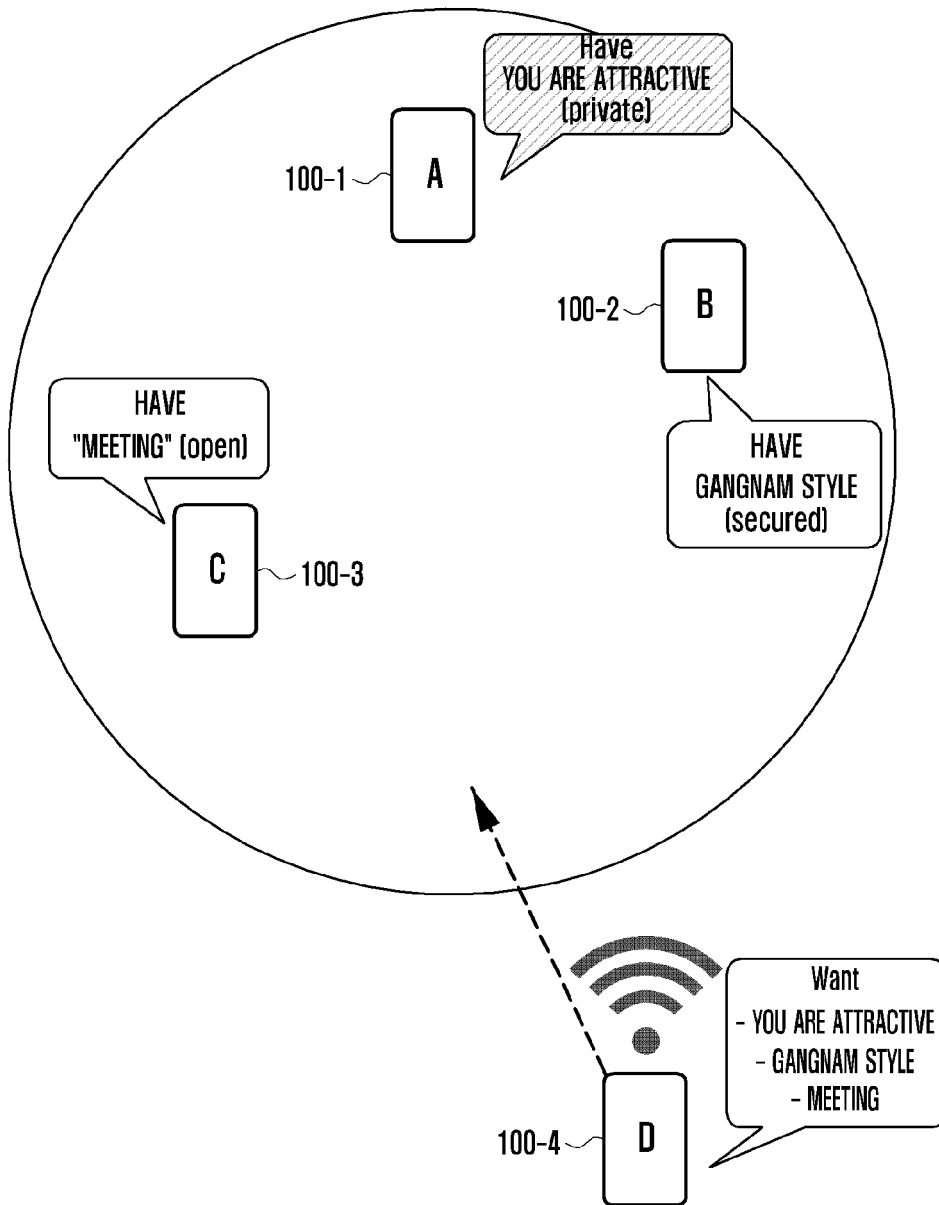 Have
YOU ARE ATTRACTIVE
(private)
100-1
A
100-2
B
HAVE
"MEETING" (open)
HAVE
GANGNAM STYLE
(secured)
C
100-3
Want
- YOU ARE ATTRACTIVE
- GANGNAM STYLE
- MEETING
100-4
D